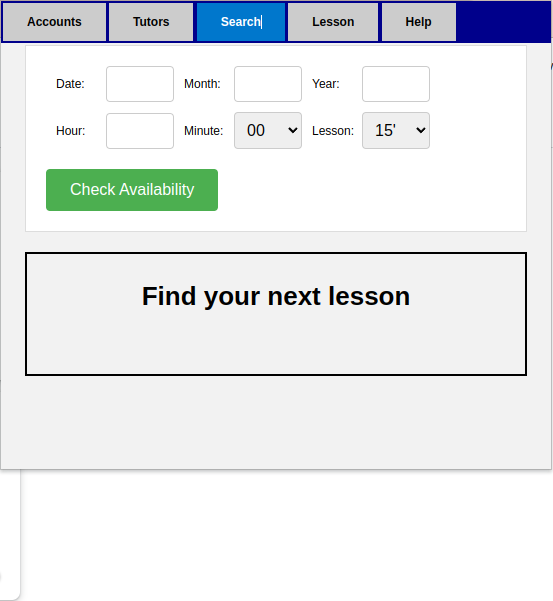 Accounts Tutors Search Lesson Help
Date: Month: Year:
Hour: Minute: 00 Lesson: 15'
Check Availability
Find your next lesson